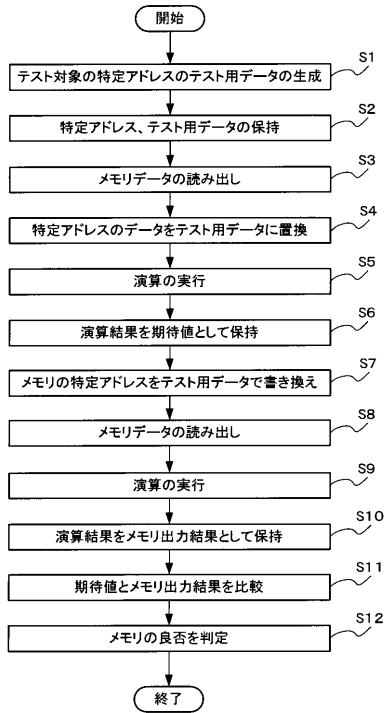 開始
S1
テスト対象の特定アドレスのテスト用データの生成
S2
特定アドレス、テスト用データの保持
S3
メモリデータの読み出し
S4
特定アドレスのデータをテスト用データに置換
S5
演算の実行
S6
演算結果を期待値として保持
S7
メモリの特定アドレスをテスト用データで書き換え
S8
メモリデータの読み出し
S9
演算の実行
S10
演算結果をメモリ出力結果として保持
S11
期待値とメモリ出力結果を比較
S12
メモリの良否を判定
終了